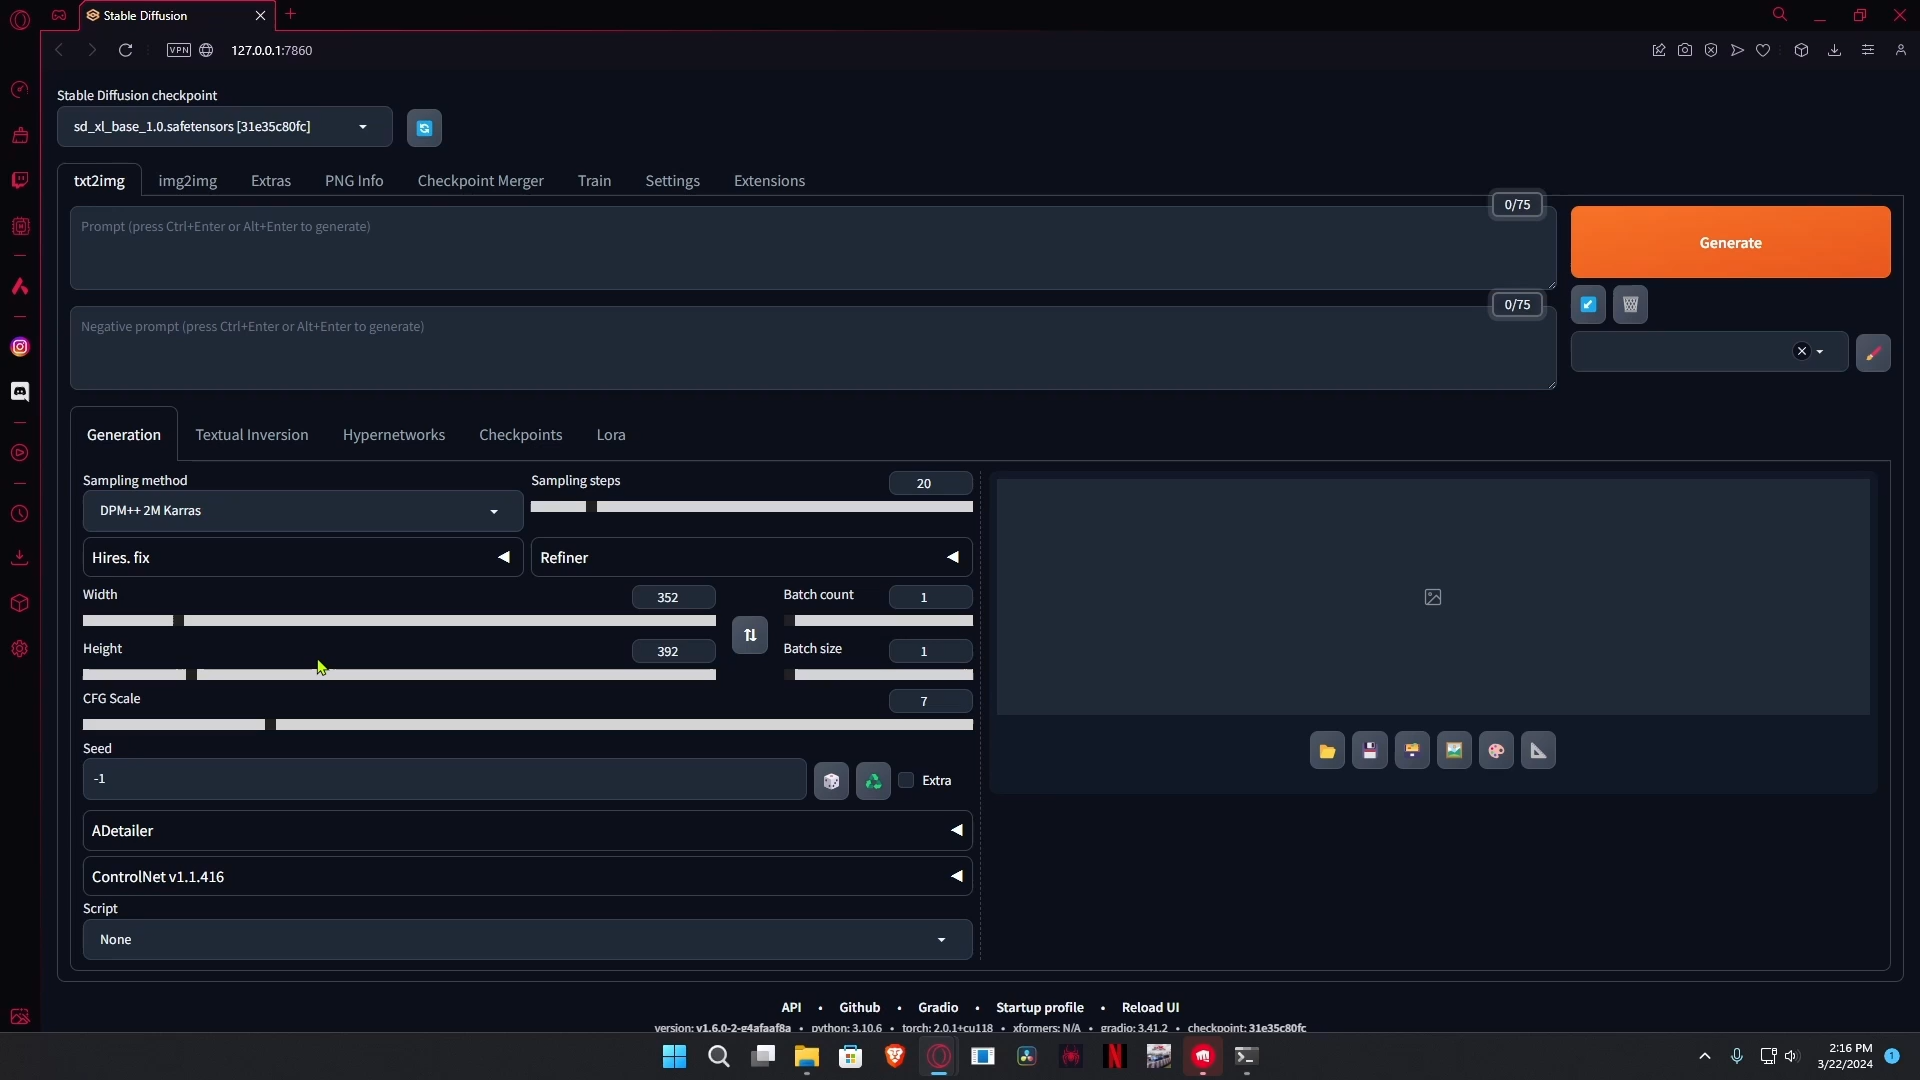 Stable Diffusion
VPN
127.0.0.1:7860
Stable Diffusion checkpoint
sd_xl_base_1.0.safetensors [31e35c80fc]
txt2img img2img Extras PNG Info Checkpoint Merger Train Settings Extensions
0/75
Prompt (press Ctrl+Enter or Alt+Enter to generate)
Generate
0/75
Negative prompt (press Ctrl+Enter or Alt+Enter to generate)
Generation Textual Inversion Hypernetworks Checkpoints Lora
Sampling method
DPM++ 2M Karras
Sampling steps
20
Hires. fix
Refiner
Width
352
Batch count
1
Height
392
Batch size
1
CFG Scale
7
Seed
-1
Extra
ADetailer
ControlNet v1.1.416
Script
None
API • Github • Gradio • Startup profile • Reload UI
version: v1.6.0-2-g4afaaf8a • python: 3.10.6 • torch: 2.0.1+cu118 • xformers: N/A • gradio: 3.41.2 • checkpoint: 31e35c80fc
2:16 PM
3/22/2024
1